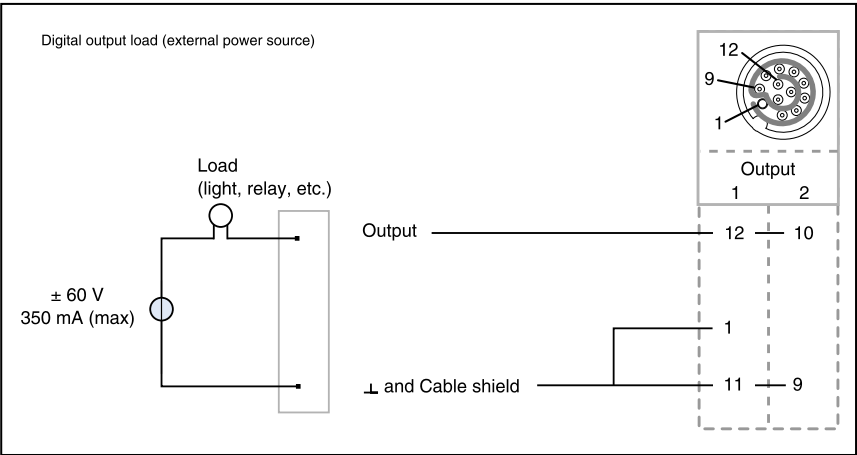 Digital output load (external power source)
12
9
1
Output
1 2
Load
(light, relay, etc.)
Output
12 10
± 60 V
350 mA (max)
1
⊥ and Cable shield
11 9